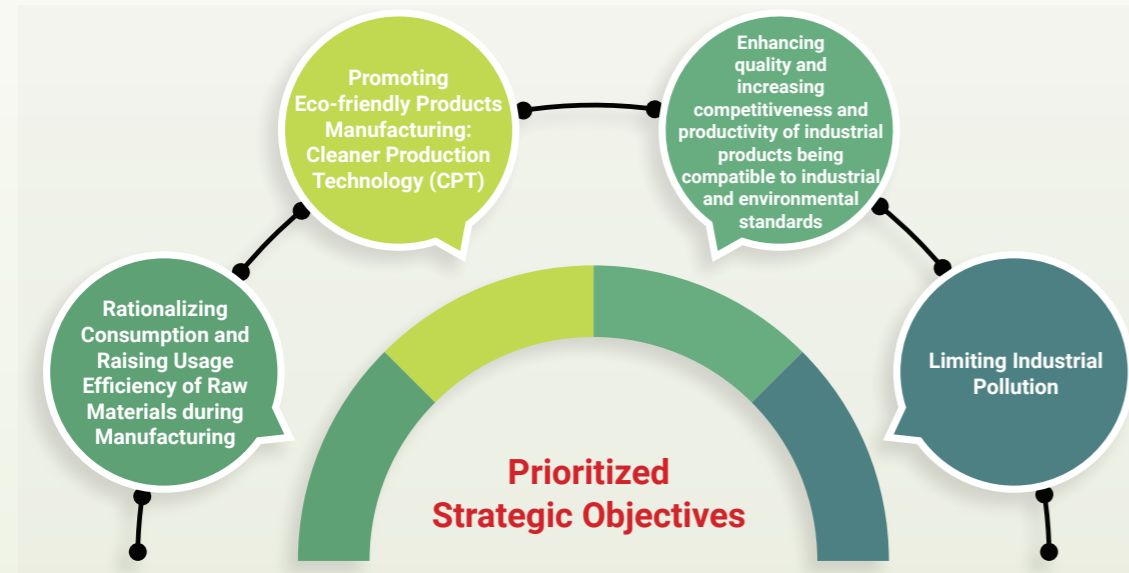 Rationalizing
Consumption and
Raising Usage
Efficiency of Raw
Materials during
Manufacturing
Promoting
Eco-friendly Products
Manufacturing:
Cleaner Production
Technology (CPT)
Enhancing
quality and
increasing
competitiveness and
productivity of industrial
products being
compatible to industrial
and environmental
standards
Limiting Industrial
Pollution
Prioritized
Strategic Objectives